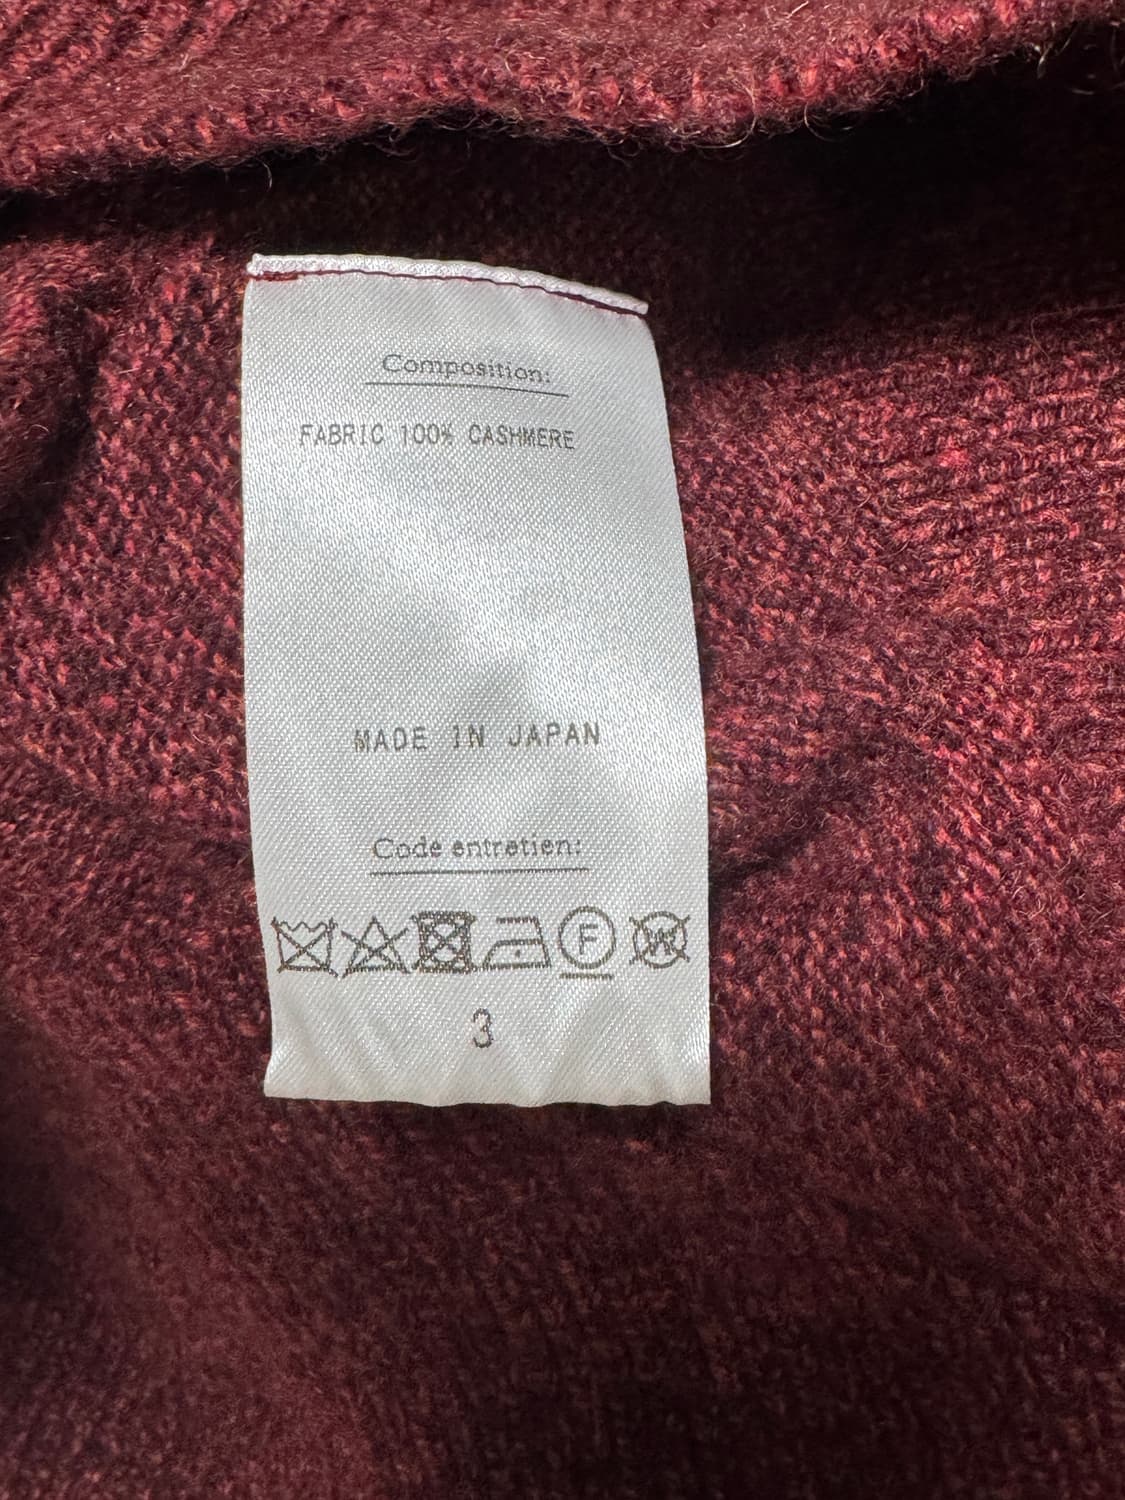 Composition:
FABRIC 100% CASHMERE
MADE IN JAPAN
Code entretien:
F W
3